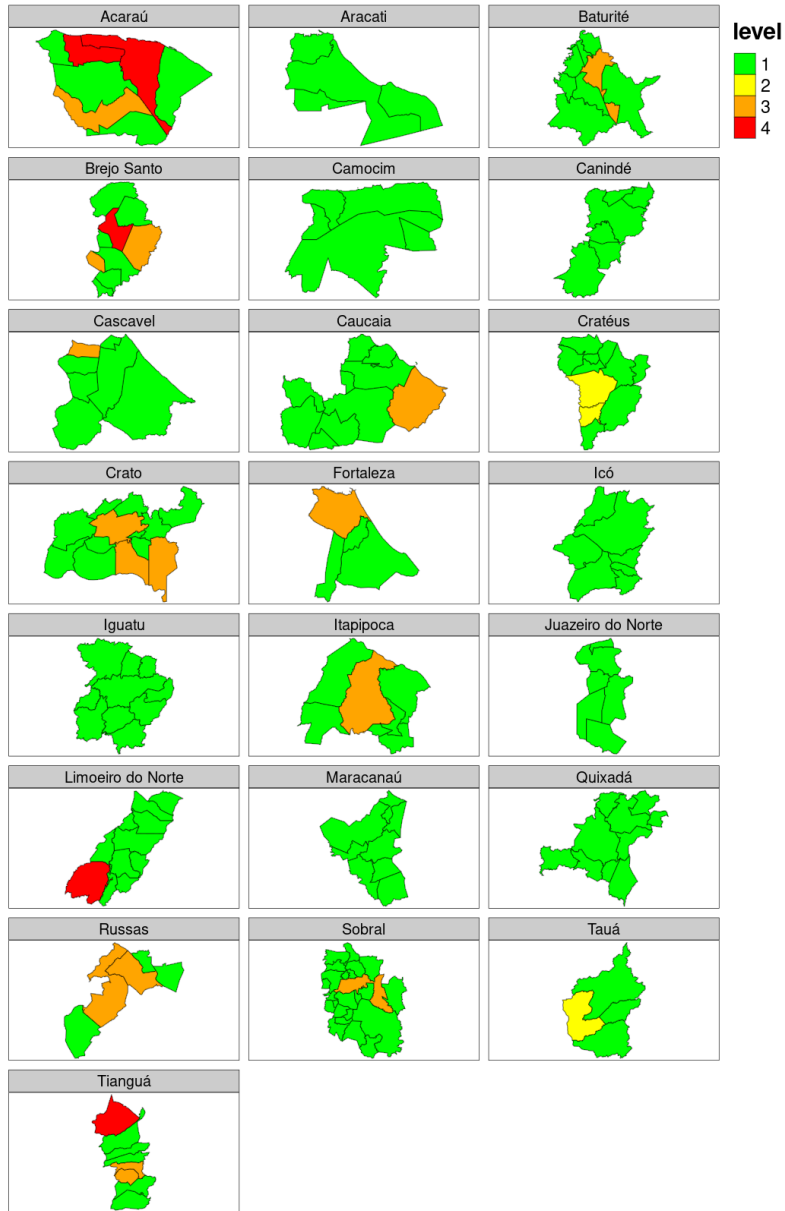 Acaraú
Aracati
Baturité
level
1
2
3
4
Brejo Santo
Camocim
Canindé
Cascavel
Caucaia
Cratéus
Crato
Fortaleza
Icó
Iguatu
Itapipoca
Juazeiro do Norte
Limoeiro do Norte
Maracanaú
Quixadá
Russas
Sobral
Tauá
Tianguá